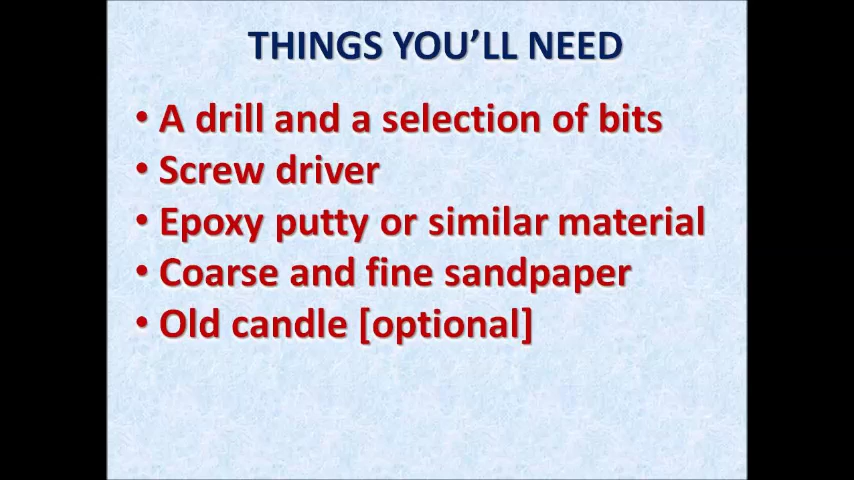 THINGS YOU’LL NEED
• A drill and a selection of bits
• Screw driver
• Epoxy putty or similar material
• Coarse and fine sandpaper
• Old candle [optional]